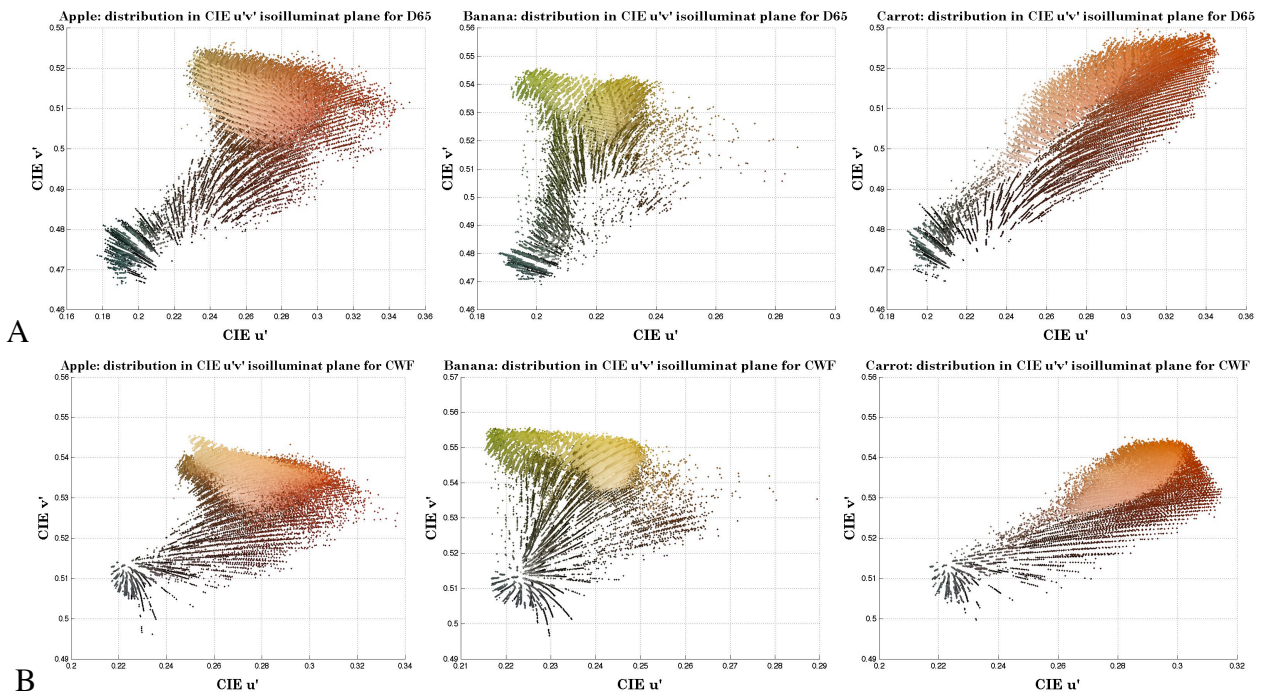 Apple: distribution in CIE u'v' isoilluminat plane for D65
0.53
0.52
0.51
0.5
0.49
0.48
0.47
0.46
CIE v'
0.16 0.18 0.2 0.22 0.24 0.26 0.28 0.3 0.32 0.34 0.36
CIE u'
Banana: distribution in CIE u'v' isoilluminat plane for D65
0.56
0.55
0.54
0.53
0.52
0.51
0.5
0.49
0.48
0.47
0.46
CIE v'
0.18 0.2 0.22 0.24 0.26 0.28 0.3
CIE u'
Carrot: distribution in CIE u'v' isoilluminat plane for D65
0.53
0.52
0.51
0.5
0.49
0.48
0.47
0.46
CIE v'
0.18 0.2 0.22 0.24 0.26 0.28 0.3 0.32 0.34 0.36
CIE u'
A
Apple: distribution in CIE u'v' isoilluminat plane for CWF
0.56
0.55
0.54
0.53
0.52
0.51
0.5
0.49
CIE v'
0.2 0.22 0.24 0.26 0.28 0.3 0.32 0.34
CIE u'
Banana: distribution in CIE u'v' isoilluminat plane for CWF
0.57
0.56
0.55
0.54
0.53
0.52
0.51
0.5
0.49
CIE v'
0.21 0.22 0.23 0.24 0.25 0.26 0.27 0.28 0.29
CIE u'
Carrot: distribution in CIE u'v' isoilluminat plane for CWF
0.56
0.55
0.54
0.53
0.52
0.51
0.5
0.49
CIE v'
0.2 0.22 0.24 0.26 0.28 0.3 0.32
CIE u'
B